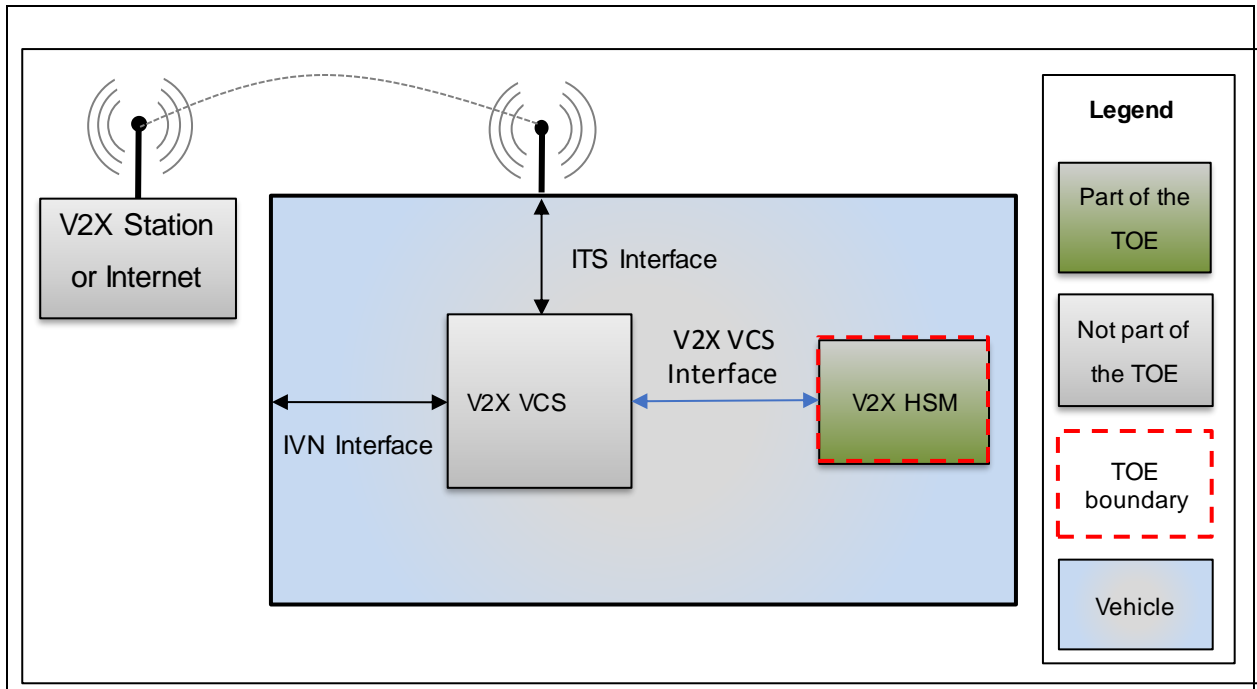 V2X Station
or Internet
ITS Interface
V2X VCS
Interface
V2X VCS
V2X HSM
IVN Interface
Legend
Part of the
TOE
Not part of
the TOE
TOE
boundary
Vehicle